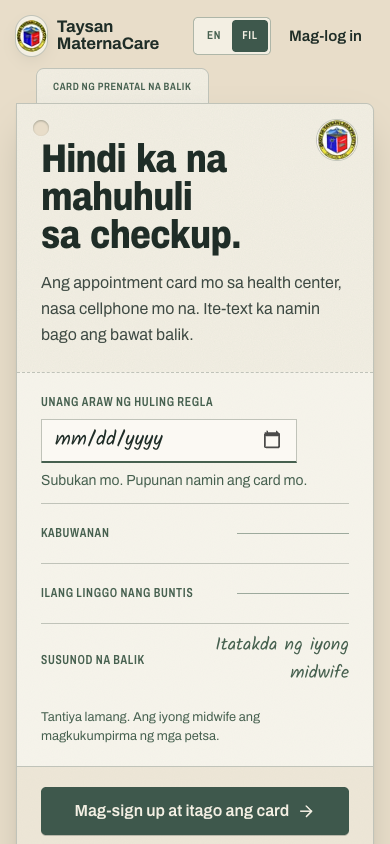 Taysan
MaternaCare
EN
FIL
Mag-log in
CARD NG PRENATAL NA BALIK
Hindi ka na
mahuhuli
sa checkup.
Ang appointment card mo sa health center,
nasa cellphone mo na. Ite-text ka namin
bago ang bawat balik.
UNANG ARAW NG HULING REGLA
mm/dd/yyyy
Subukan mo. Pupunan namin ang card mo.
KABUWANAN
ILANG LINGGO NANG BUNTIS
SUSUNOD NA BALIK
Itatakda ng iyong
midwife
Tantiya lamang. Ang iyong midwife ang
magkukumpirma ng mga petsa.
Mag-sign up at itago ang card →